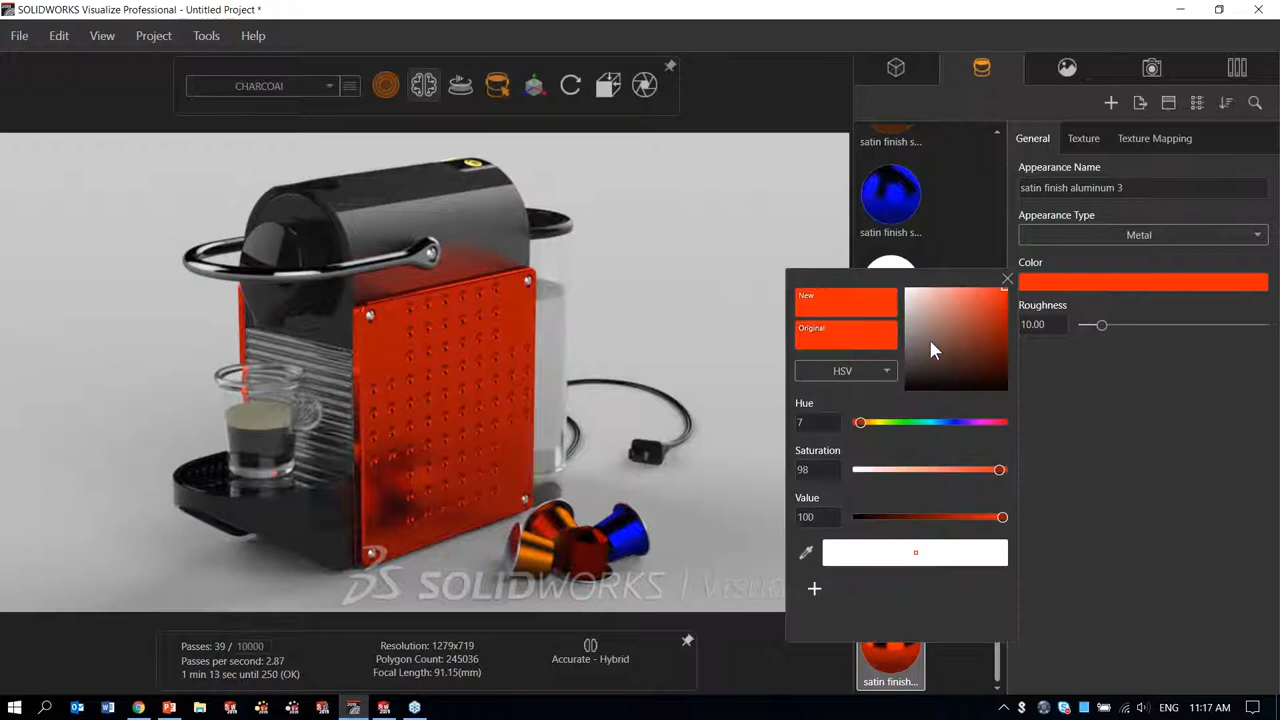 SOLIDWORKS Visualize Professional - Untitled Project *
File Edit View Project Tools Help
CHARCOAI
satin finish s...
General Texture Texture Mapping
Appearance Name
satin finish aluminum 3
satin finish s...
Appearance Type
Metal
Color
New
Original
Roughness
10.00
HSV
Hue
7
Saturation
98
Value
100
SOLIDWORKS
Passes: 39 / 10000
Passes per second: 2.87
1 min 13 sec until 250 (OK)
Resolution: 1279x719
Polygon Count: 245036
Focal Length: 91.15(mm)
Accurate - Hybrid
satin finish...
ENG 11:17 AM